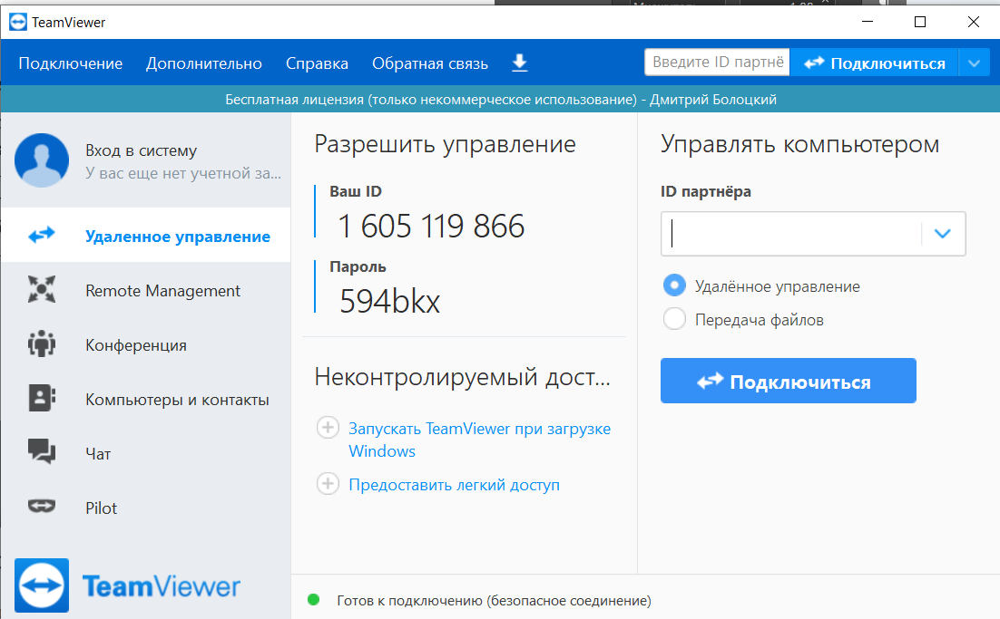 TeamViewer
Подключение Дополнительно Справка Обратная связь Введите ID партнё Подключиться
Бесплатная лицензия (только некоммерческое использование) - Дмитрий Болоцкий
Вход в систему
У вас еще нет учетной за...
Удаленное управление
Remote Management
Конференция
Компьютеры и контакты
Чат
Pilot
TeamViewer
Разрешить управление
Ваш ID
1 605 119 866
Пароль
594bkx
Неконтролируемый дост...
Запускать TeamViewer при загрузке
Windows
Предоставить легкий доступ
Управлять компьютером
ID партнёра
Удалённое управление
Передача файлов
Подключиться
Готов к подключению (безопасное соединение)